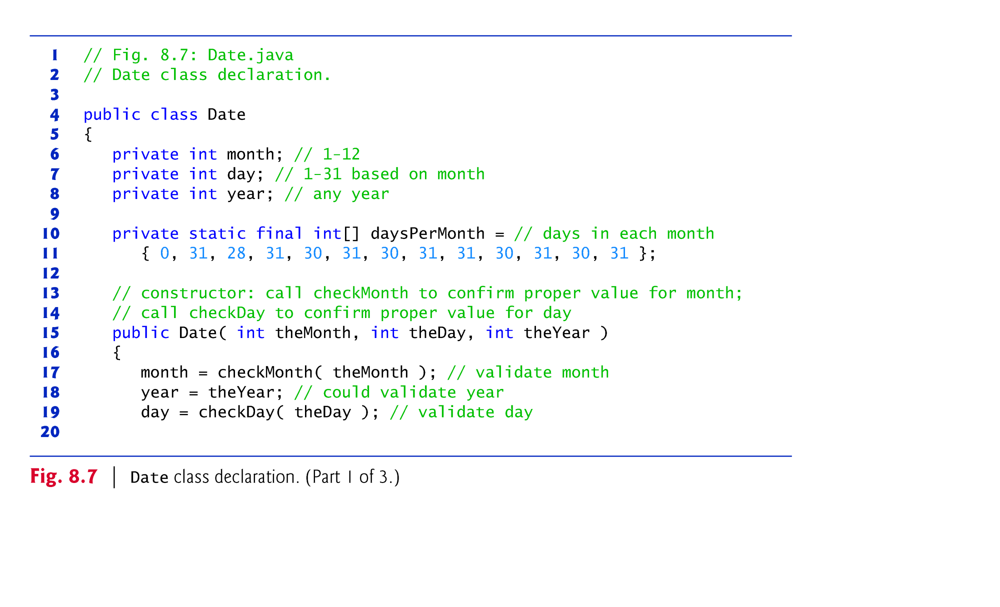 1 // Fig. 8.7: Date.java
2 // Date class declaration.
3
4 public class Date
5 {
6    private int month; // 1-12
7    private int day; // 1-31 based on month
8    private int year; // any year
9
10    private static final int[] daysPerMonth = // days in each month
11       { 0, 31, 28, 31, 30, 31, 30, 31, 31, 30, 31, 30, 31 };
12
13    // constructor: call checkMonth to confirm proper value for month;
14    // call checkDay to confirm proper value for day
15    public Date( int theMonth, int theDay, int theYear )
16    {
17       month = checkMonth( theMonth ); // validate month
18       year = theYear; // could validate year
19       day = checkDay( theDay ); // validate day
20
Fig. 8.7 | Date class declaration. (Part 1 of 3.)